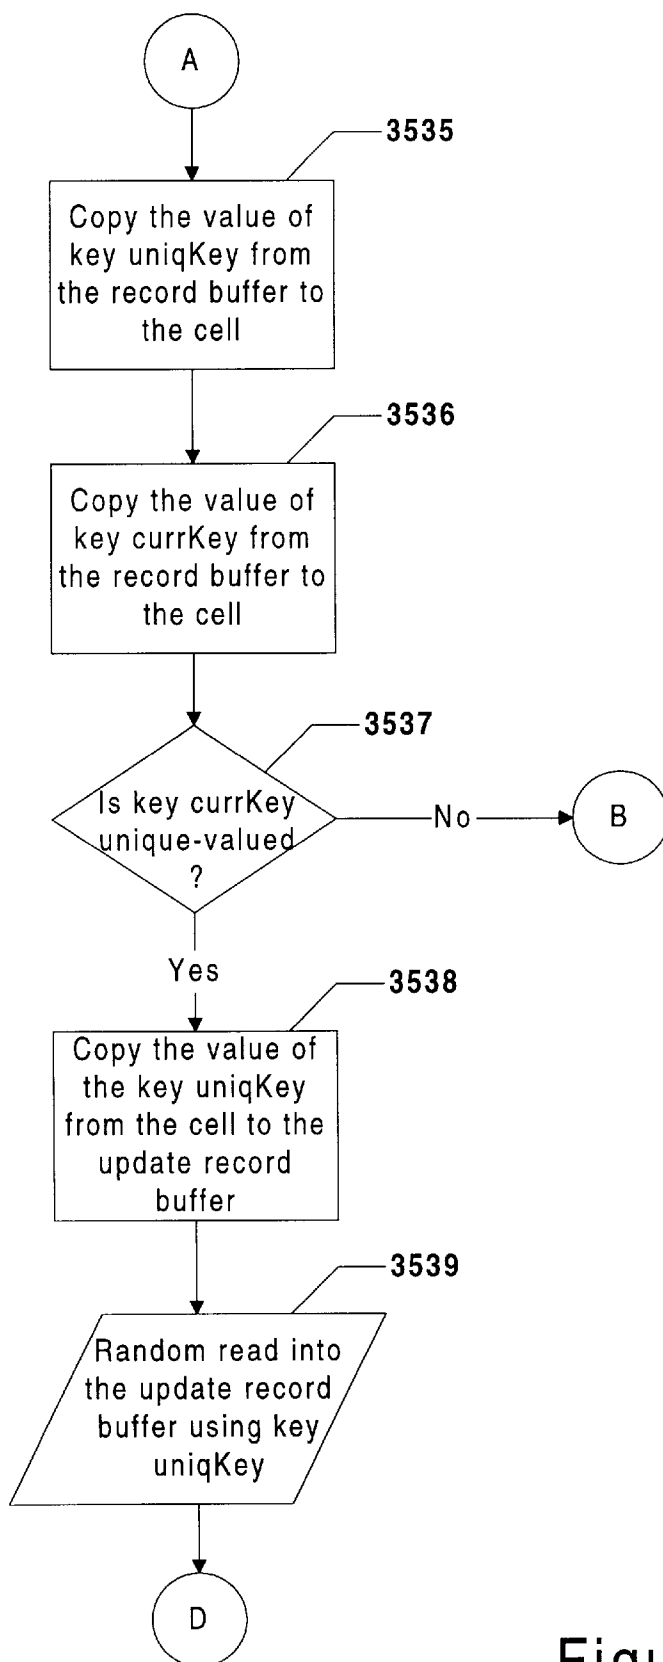 A
3535
Copy the value of
key uniqKey from
the record buffer to
the cell
3536
Copy the value of
key currKey from
the record buffer to
the cell
3537
Is key currKey
unique-valued
?
No
B
Yes
3538
Copy the value of
the key uniqKey
from the cell to the
update record
buffer
3539
Random read into
the update record
buffer using key
uniqKey
D